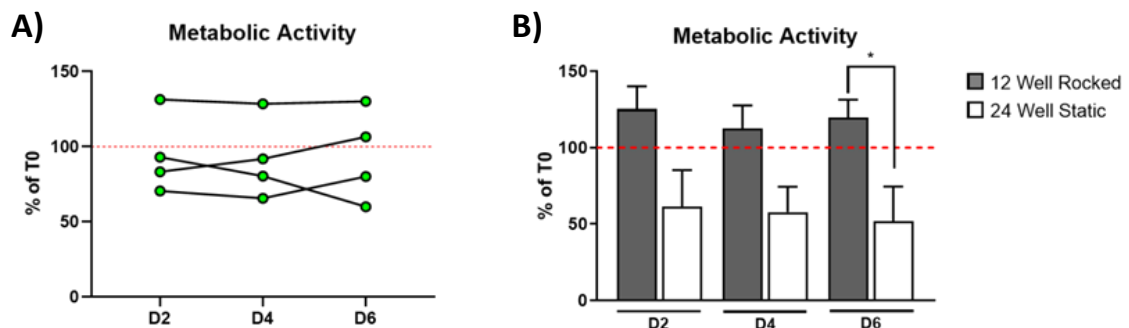 A)
Metabolic Activity
% of T0
150
100
50
0
D2
D4
D6
B)
Metabolic Activity
% of T0
150
100
50
0
*
D2
D4
D6
12 Well Rocked
24 Well Static